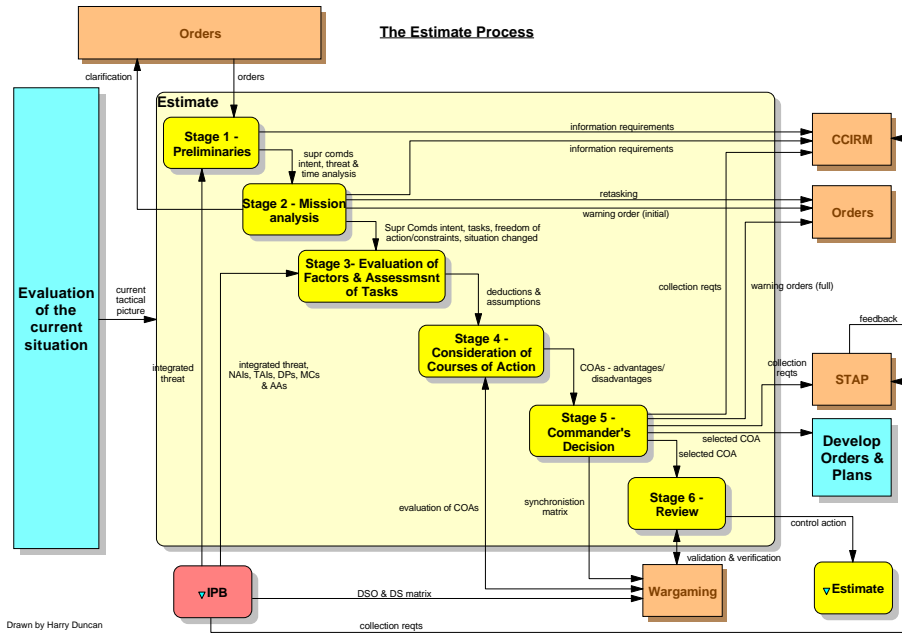 The Estimate Process
Orders
clarification
orders
Estimate
Stage 1 -
Preliminaries
information requirements
information requirements
CCIRM
supr comds
intent, threat &
time analysis
Stage 2 - Mission
analysis
retasking
warning order (initial)
Orders
Supr Comds intent, tasks, freedom of
action/constraints, situation changed
Stage 3- Evaluation of
Factors & Assessmsnt
of Tasks
Evaluation
of the
current
situation
current
tactical
picture
deductions &
assumptions
collection reqts
warning orders (full)
feedback
Stage 4 -
Consideration of
Courses of Action
integrated
threat
integrated threat,
NAIs, TAIs, DPs, MCs
& AAs
COAs - advantages/
disadvantages
collection
reqts
STAP
Stage 5 -
Commander's
Decision
selected COA
selected COA
Develop
Orders &
Plans
evaluation of COAs
synchronistion
matrix
Stage 6 -
Review
control action
validation & verification
IPB
DSO & DS matrix
Wargaming
Estimate
Drawn by Harry Duncan
collection reqts